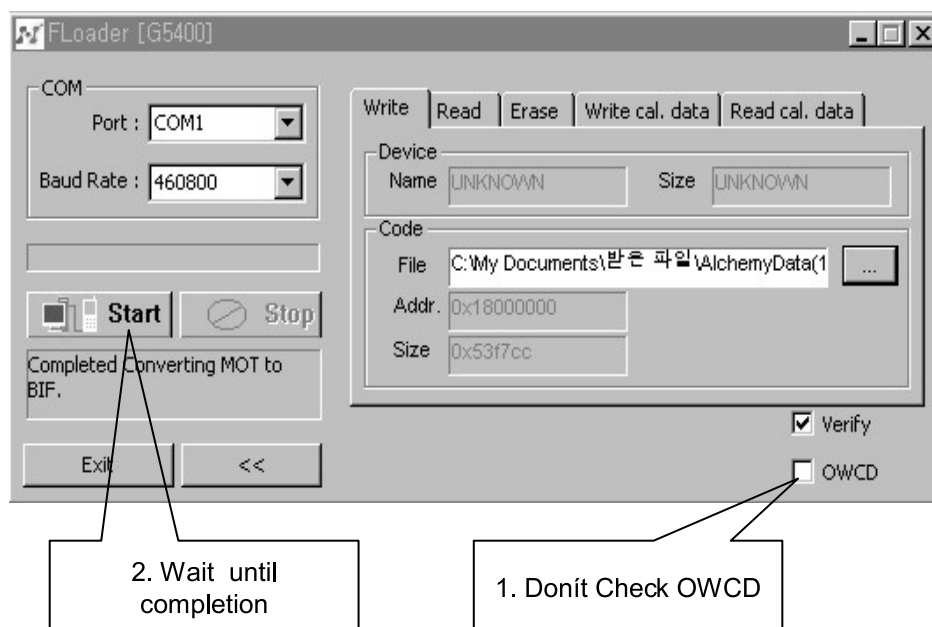 FLoader [G5400]
COM
Port : COM1
Baud Rate : 460800
Start
Stop
Completed Converting MOT to
BIF.
Exit
<<
Write Read Erase Write cal. data Read cal. data
Device
Name UNKNOWN Size UNKNOWN
Code
File C:\My Documents\받은 파일\AlchemyData(1 ...
Addr. 0x18000000
Size 0x53f7cc
Verify
OWCD
2. Wait until
completion
1. Donít Check OWCD